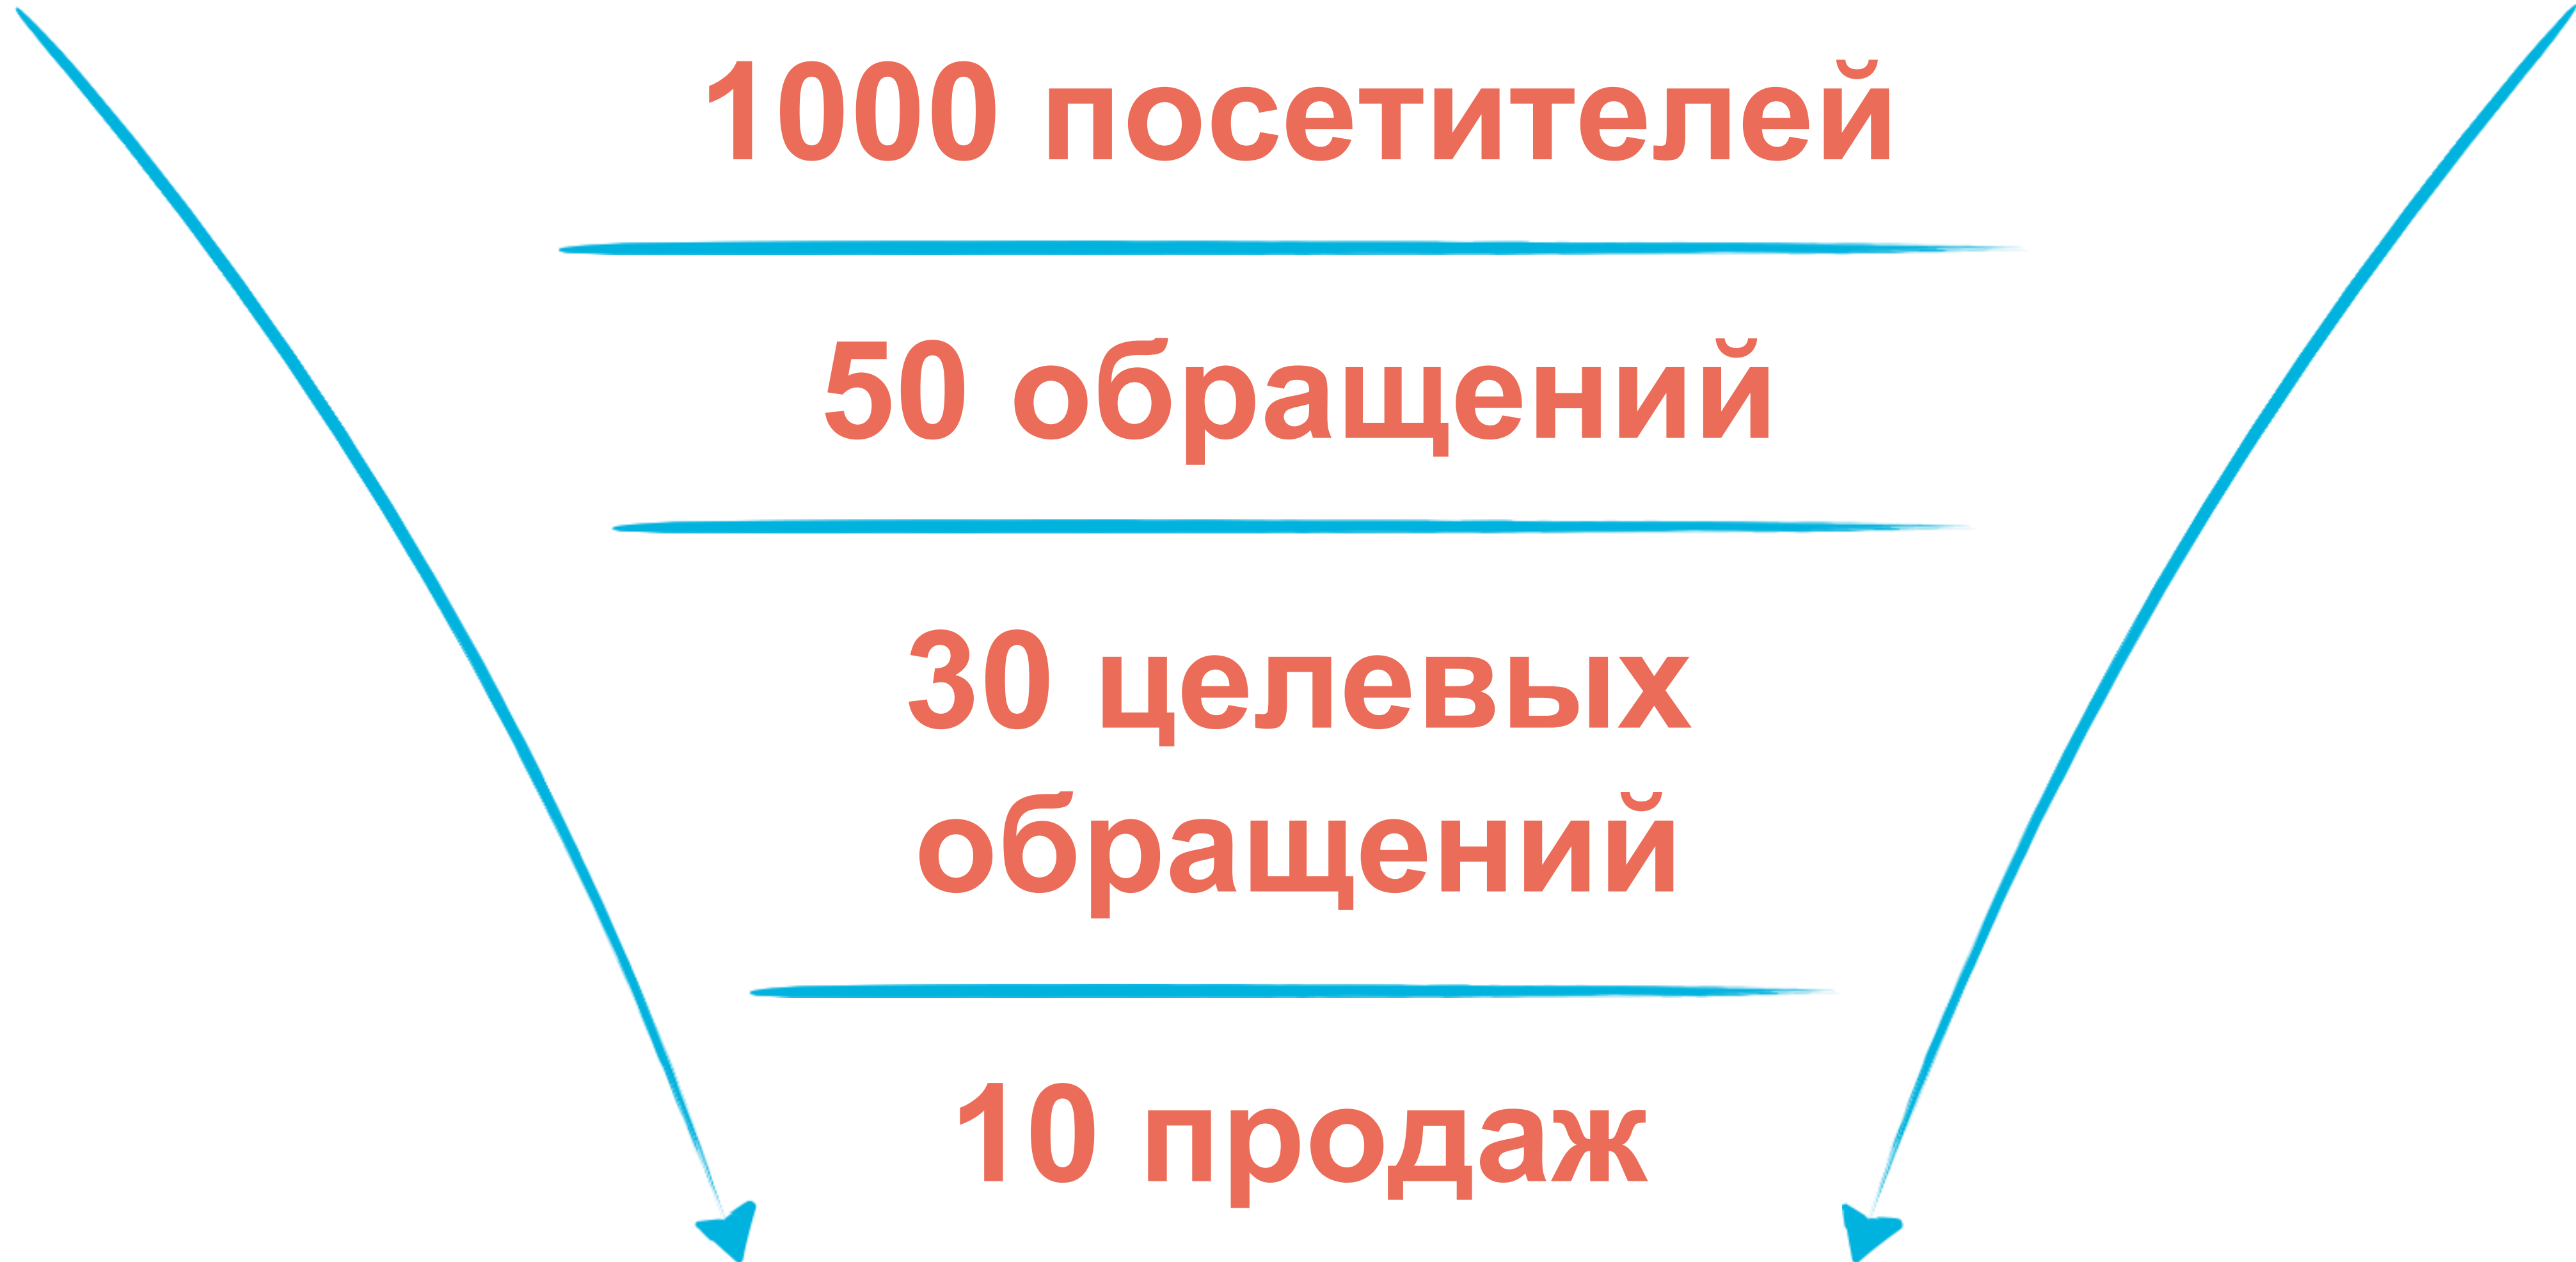 1000 посетителей
50 обращений
30 целевых
обращений
10 продаж